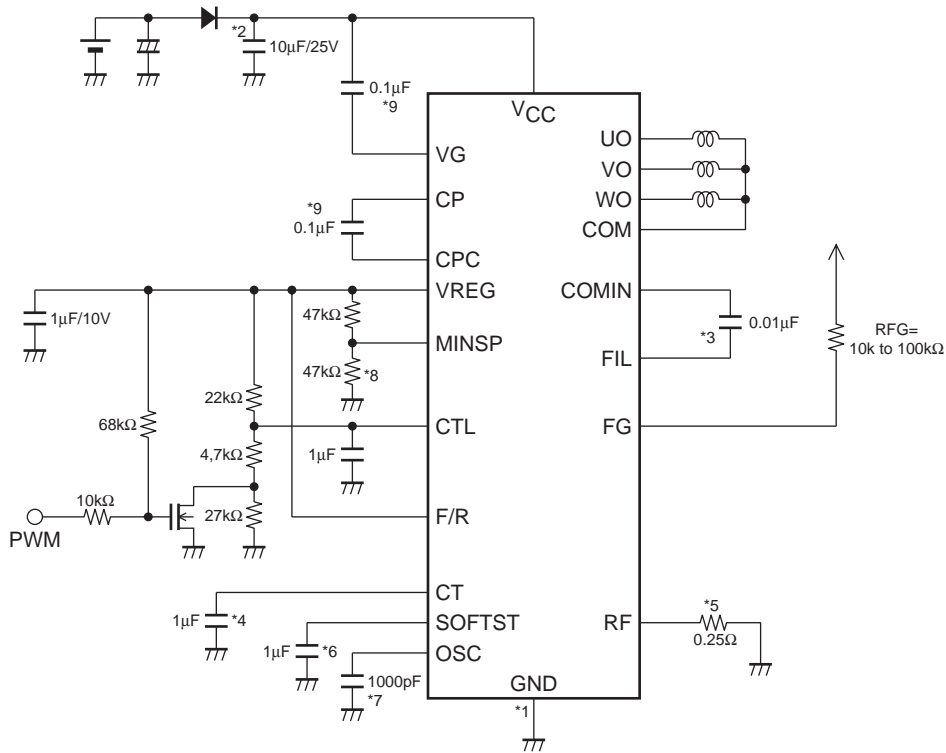 *2
10μF/25V
0.1μF
*9
VCC
UO
VO
WO
COM
VG
CP
*9
0.1μF
CPC
VREG
1μF/10V
47kΩ
MINSP
47kΩ
*8
COMIN
0.01μF
*3
FIL
RFG=
10k to 100kΩ
22kΩ
68kΩ
CTL
FG
4,7kΩ
1μF
10kΩ
27kΩ
F/R
PWM
CT
1μF
*4
SOFTST
1μF
*6
OSC
1000pF
*7
RF
*5
0.25Ω
GND
*1